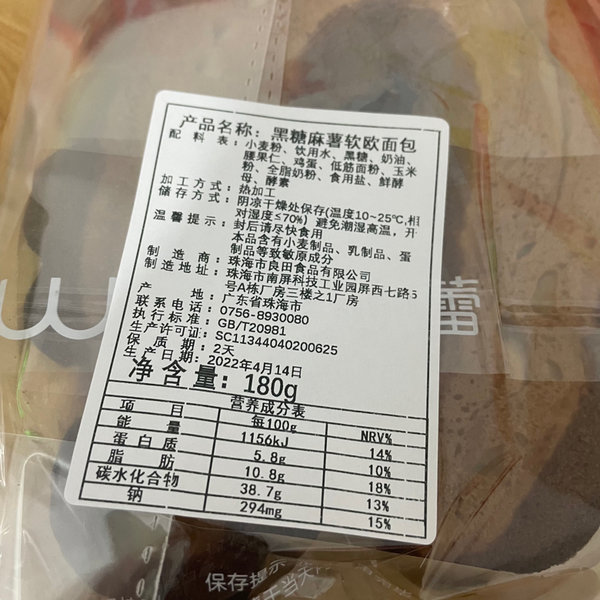 产品名称：黑糖麻薯软欧面包
配料表：小麦粉、饮用水、黑糖、奶油、
腰果仁、鸡蛋、低筋面粉、玉米
粉、全脂奶粉、食用盐、鲜酵
母、酵素
加工方式：热加工
储存方式：阴凉干燥处保存(温度10~25℃,相
对湿度≤70%) 避免潮湿高温，开
封后请尽快食用
温馨提示：本品含有小麦制品、乳制品、蛋
制品等致敏原成分
制造商：珠海市良田食品有限公司
制造地址：珠海市南屏科技工业园屏西七路5
号A栋厂房三楼之1厂房
产地：广东省珠海市
联系电话：0756-8930080
执行标准：GB/T20981
生产许可证：SC11344040200625
保质期：2天
生产日期：2022年4月14日
净含量：180g
营养成分表
项目 每100g NRV%
能量 1156kJ 14%
蛋白质 5.8g 10%
脂肪 10.8g 18%
碳水化合物 38.7g 13%
钠 294mg 15%
蕾
保存提示